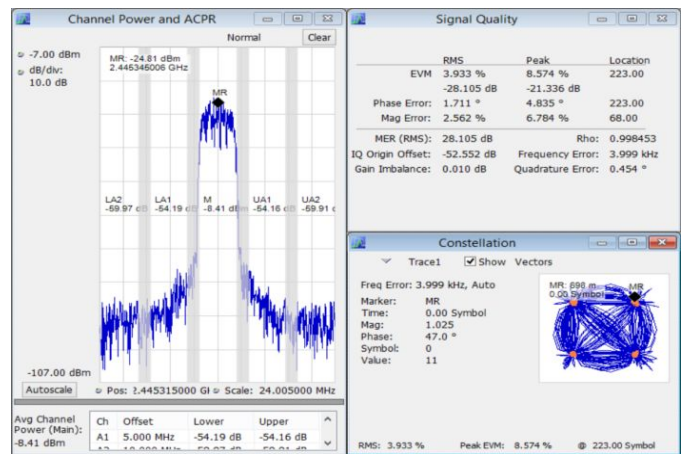 Channel Power and ACPR
Normal
Clear
-7.00 dBm
dB/div:
10.0 dB
MR: -24.81 dBm
2.445345006 GHz
MR
LA2 LA1 M UA1 UA2
-59.97 dB -54.19 dB -8.41 dBm -54.16 dB -59.91 d
-107.00 dBm
Autoscale
Pos: 2.445315000 GH Scale: 24.005000 MHz
Avg Channel
Power (Main):
-8.41 dBm
Ch Offset Lower Upper
A1 5.000 MHz -54.19 dB -54.16 dB
Signal Quality
RMS Peak Location
EVM 3.933 % 8.574 % 223.00
-28.105 dB -21.336 dB
Phase Error: 1.711 ° 4.835 ° 223.00
Mag Error: 2.562 % 6.784 % 68.00
MER (RMS): 28.105 dB Rho: 0.998453
IQ Origin Offset: -52.552 dB Frequency Error: 3.999 kHz
Gain Imbalance: 0.010 dB Quadrature Error: 0.454 °
Constellation
Trace1 Show Vectors
Freq Error: 3.999 kHz, Auto
Marker: MR
Time: 0.00 Symbol
Mag: 1.025
Phase: 47.0 °
Symbol: 0
Value: 11
MR: 698 m
0.00 Symbol
MR
RMS: 3.933 % Peak EVM: 8.574 % @ 223.00 Symbol